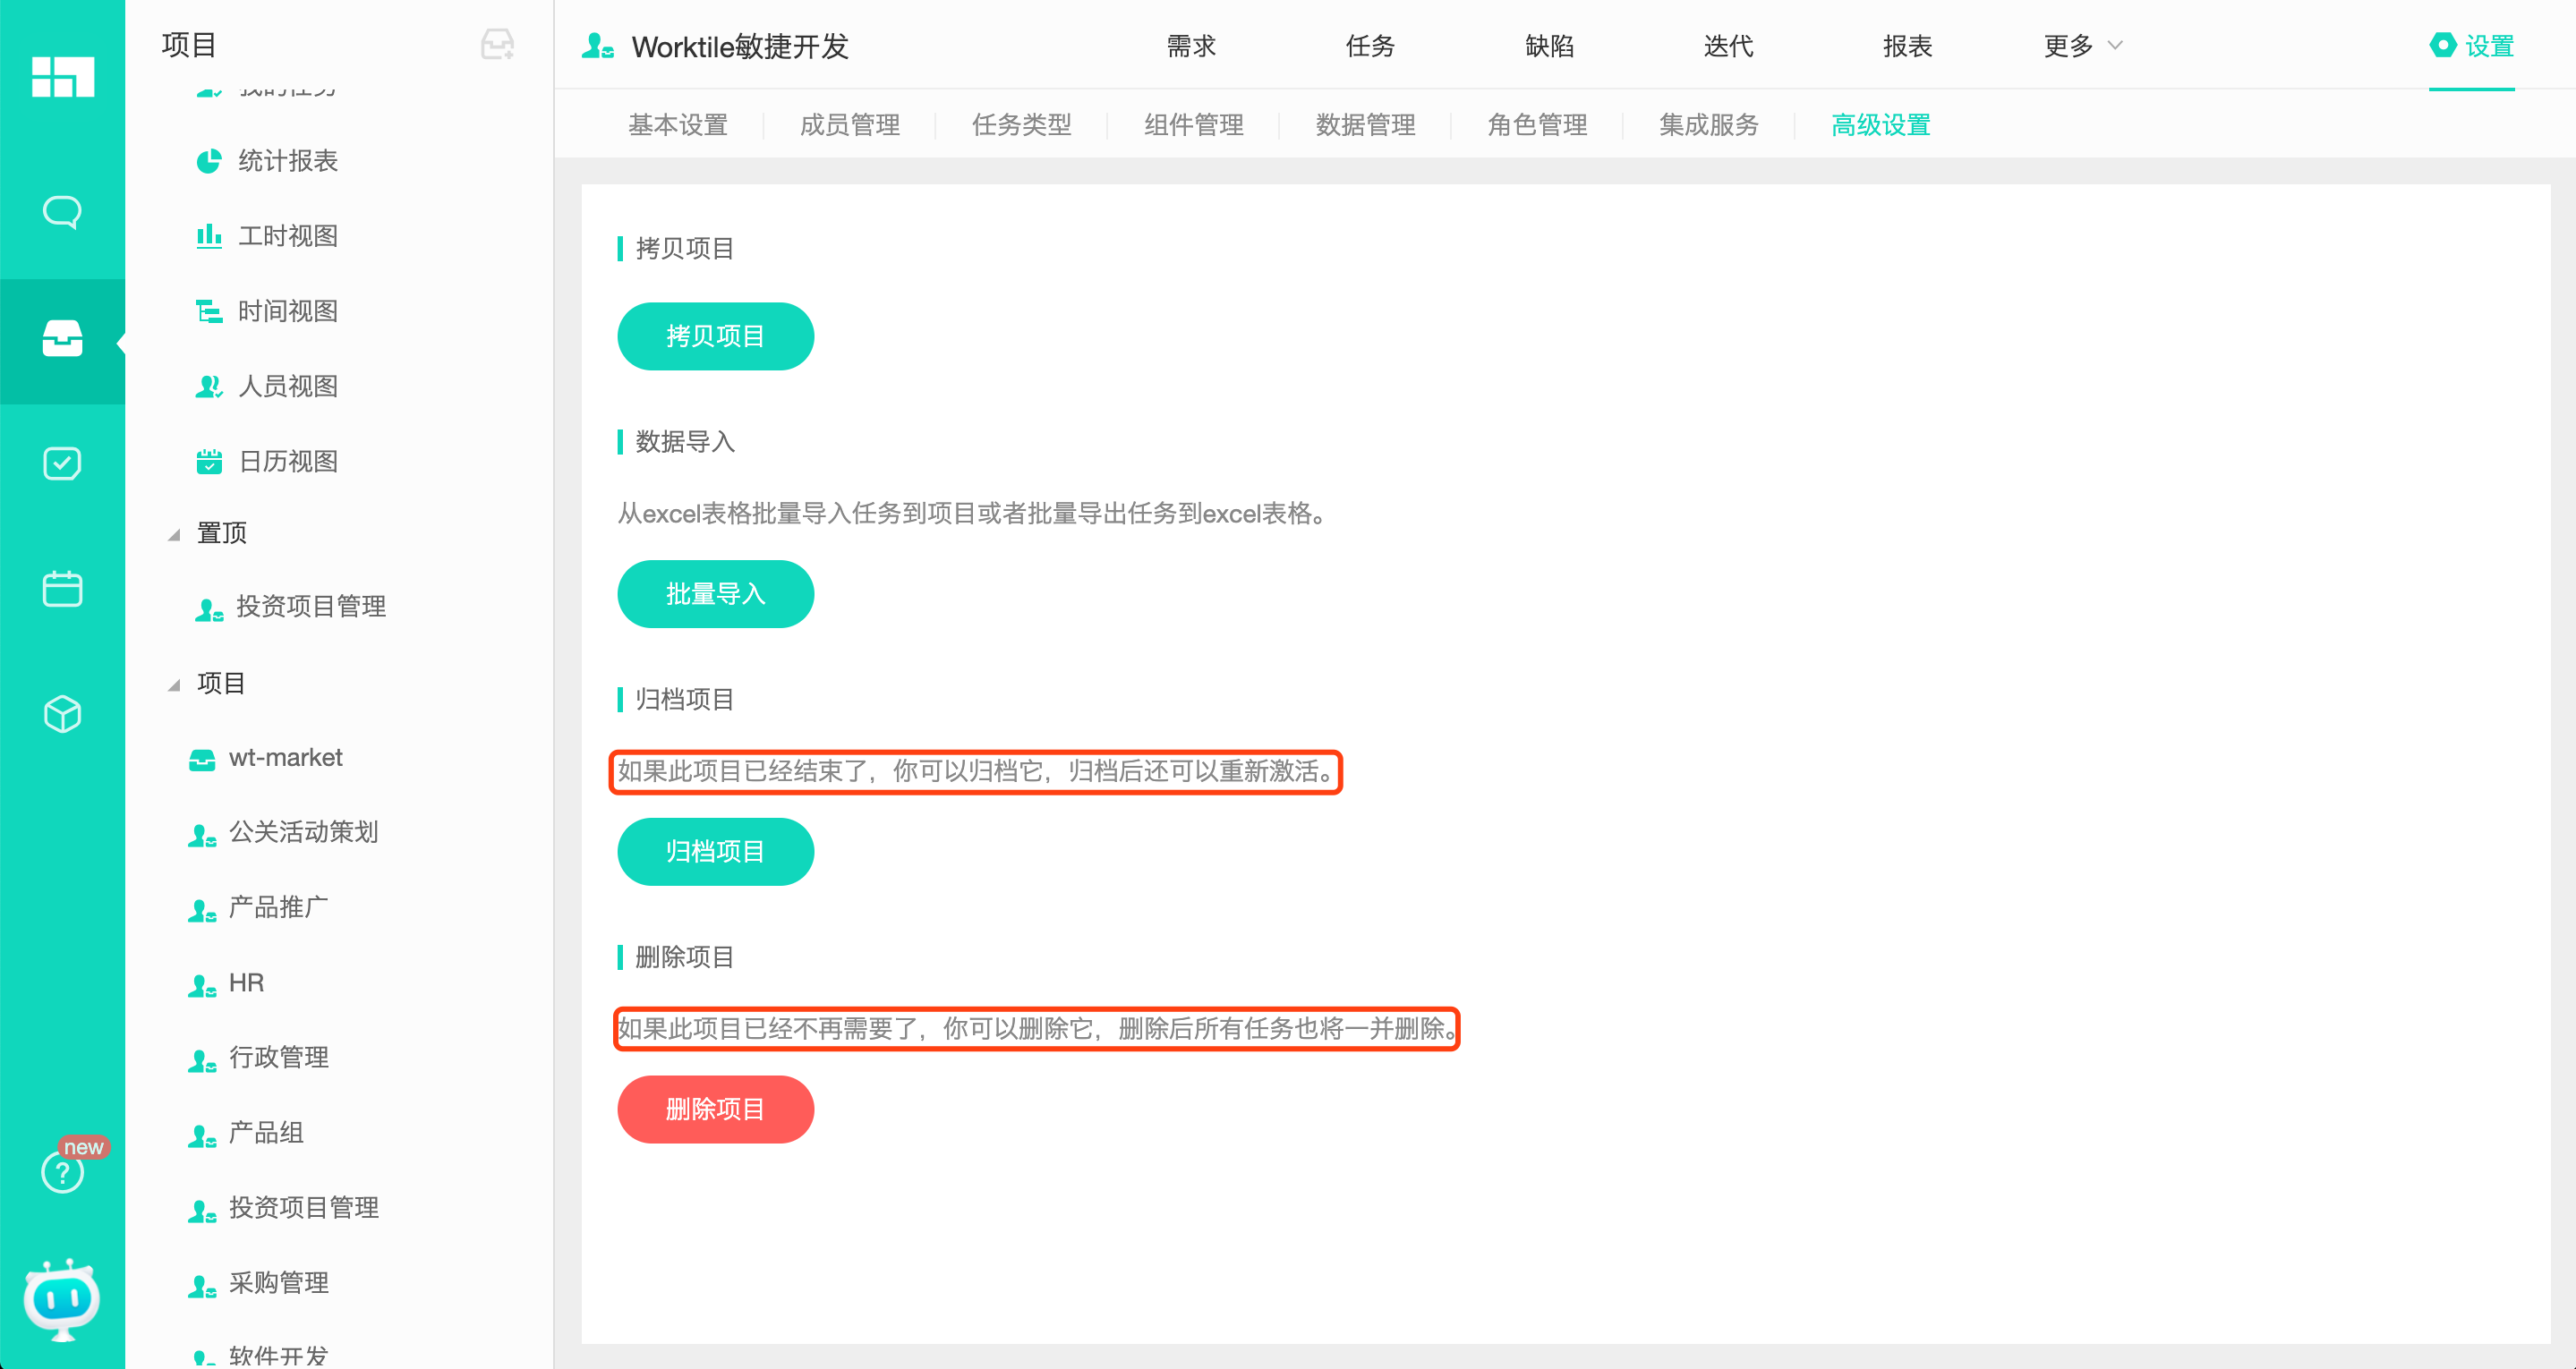 项目
我的任务
统计报表
工时视图
时间视图
人员视图
日历视图
置顶
投资项目管理
项目
wt-market
公关活动策划
产品推广
HR
行政管理
产品组
投资项目管理
采购管理
软件开发
new
?
Worktile敏捷开发
需求
任务
缺陷
迭代
报表
更多
设置
基本设置
成员管理
任务类型
组件管理
数据管理
角色管理
集成服务
高级设置
拷贝项目
拷贝项目
数据导入
从excel表格批量导入任务到项目或者批量导出任务到excel表格。
批量导入
归档项目
如果此项目已经结束了，你可以归档它，归档后还可以重新激活。
归档项目
删除项目
如果此项目已经不再需要了，你可以删除它，删除后所有任务也将一并删除。
删除项目